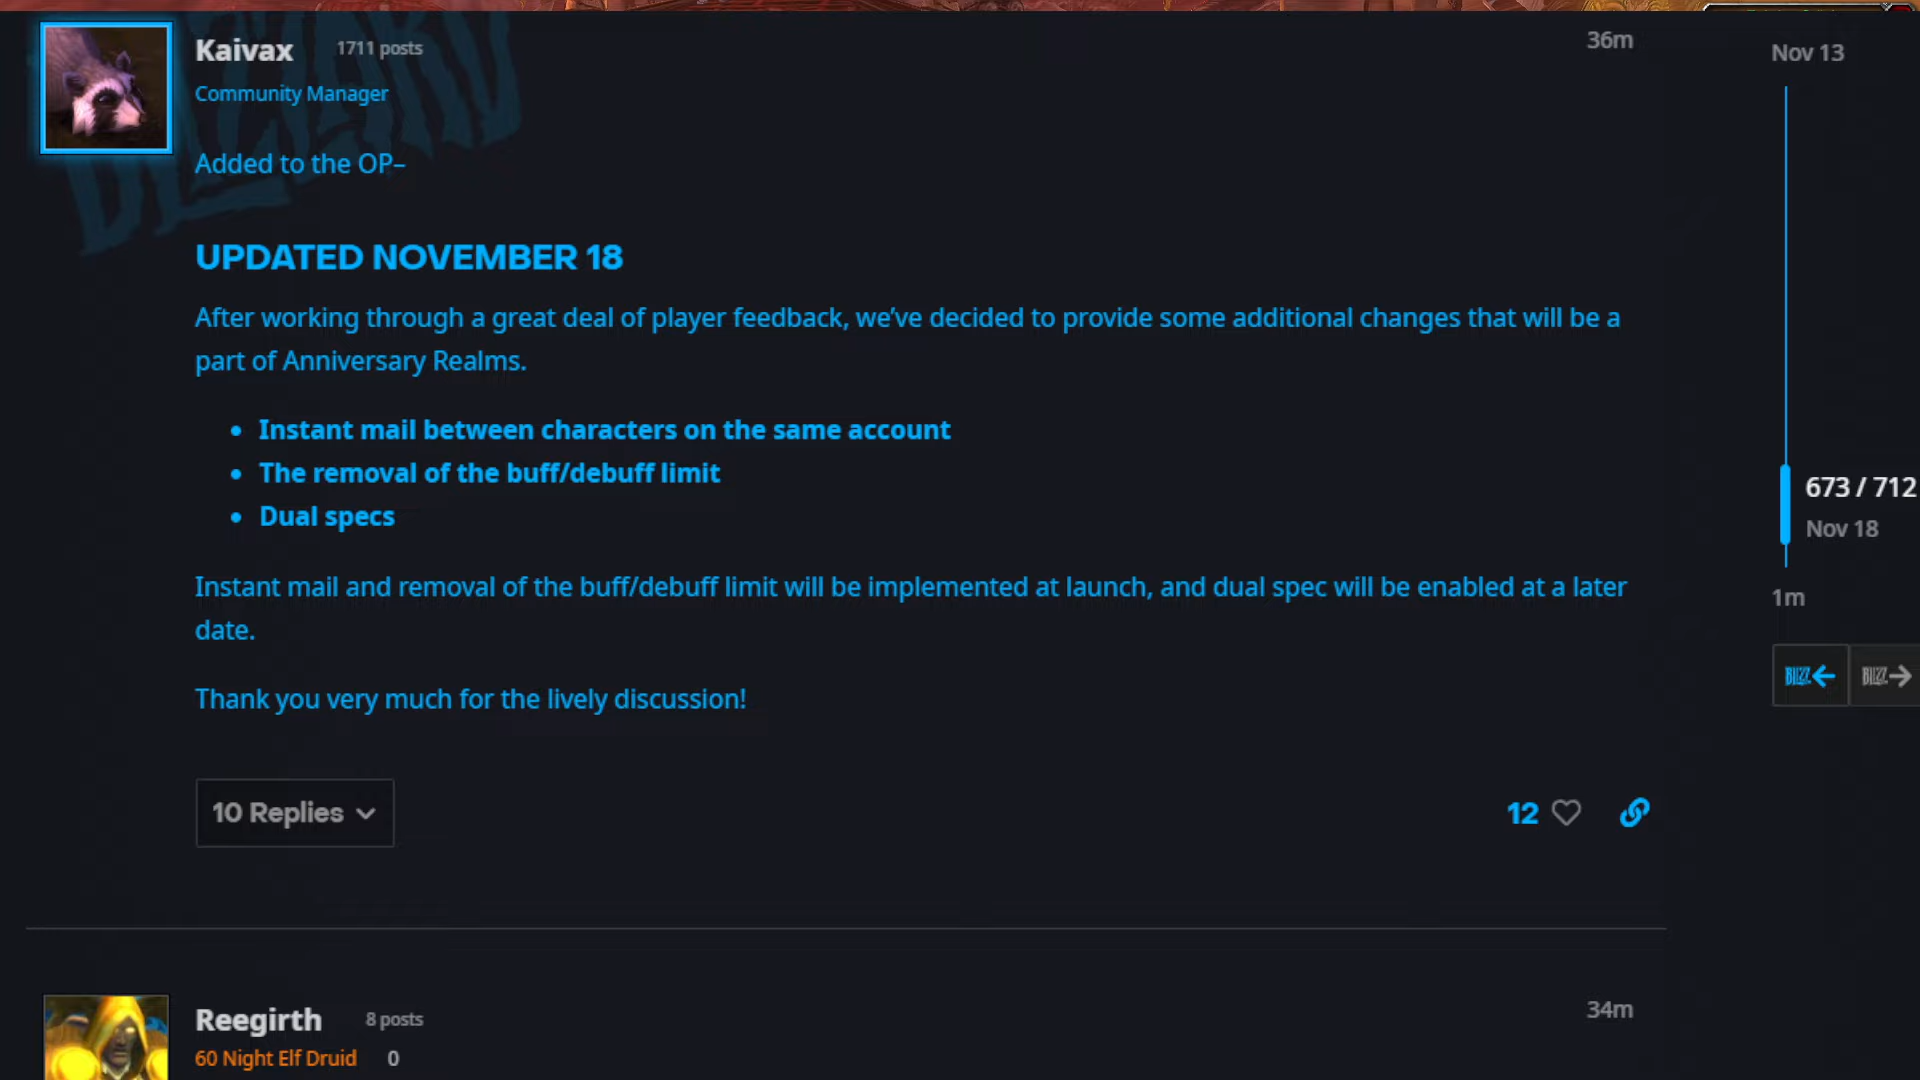 Kaivax 1711 posts 36m
Nov 13
Community Manager
BLIZZARD
Added to the OP–
UPDATED NOVEMBER 18
After working through a great deal of player feedback, we’ve decided to provide some additional changes that will be a
part of Anniversary Realms.
• Instant mail between characters on the same account
• The removal of the buff/debuff limit
• Dual specs
673 / 712
Nov 18
Instant mail and removal of the buff/debuff limit will be implemented at launch, and dual spec will be enabled at a later
date.
1m
BLIZZ BLIZZ
Thank you very much for the lively discussion!
10 Replies 12
Reegirth 8 posts 34m
60 Night Elf Druid 0